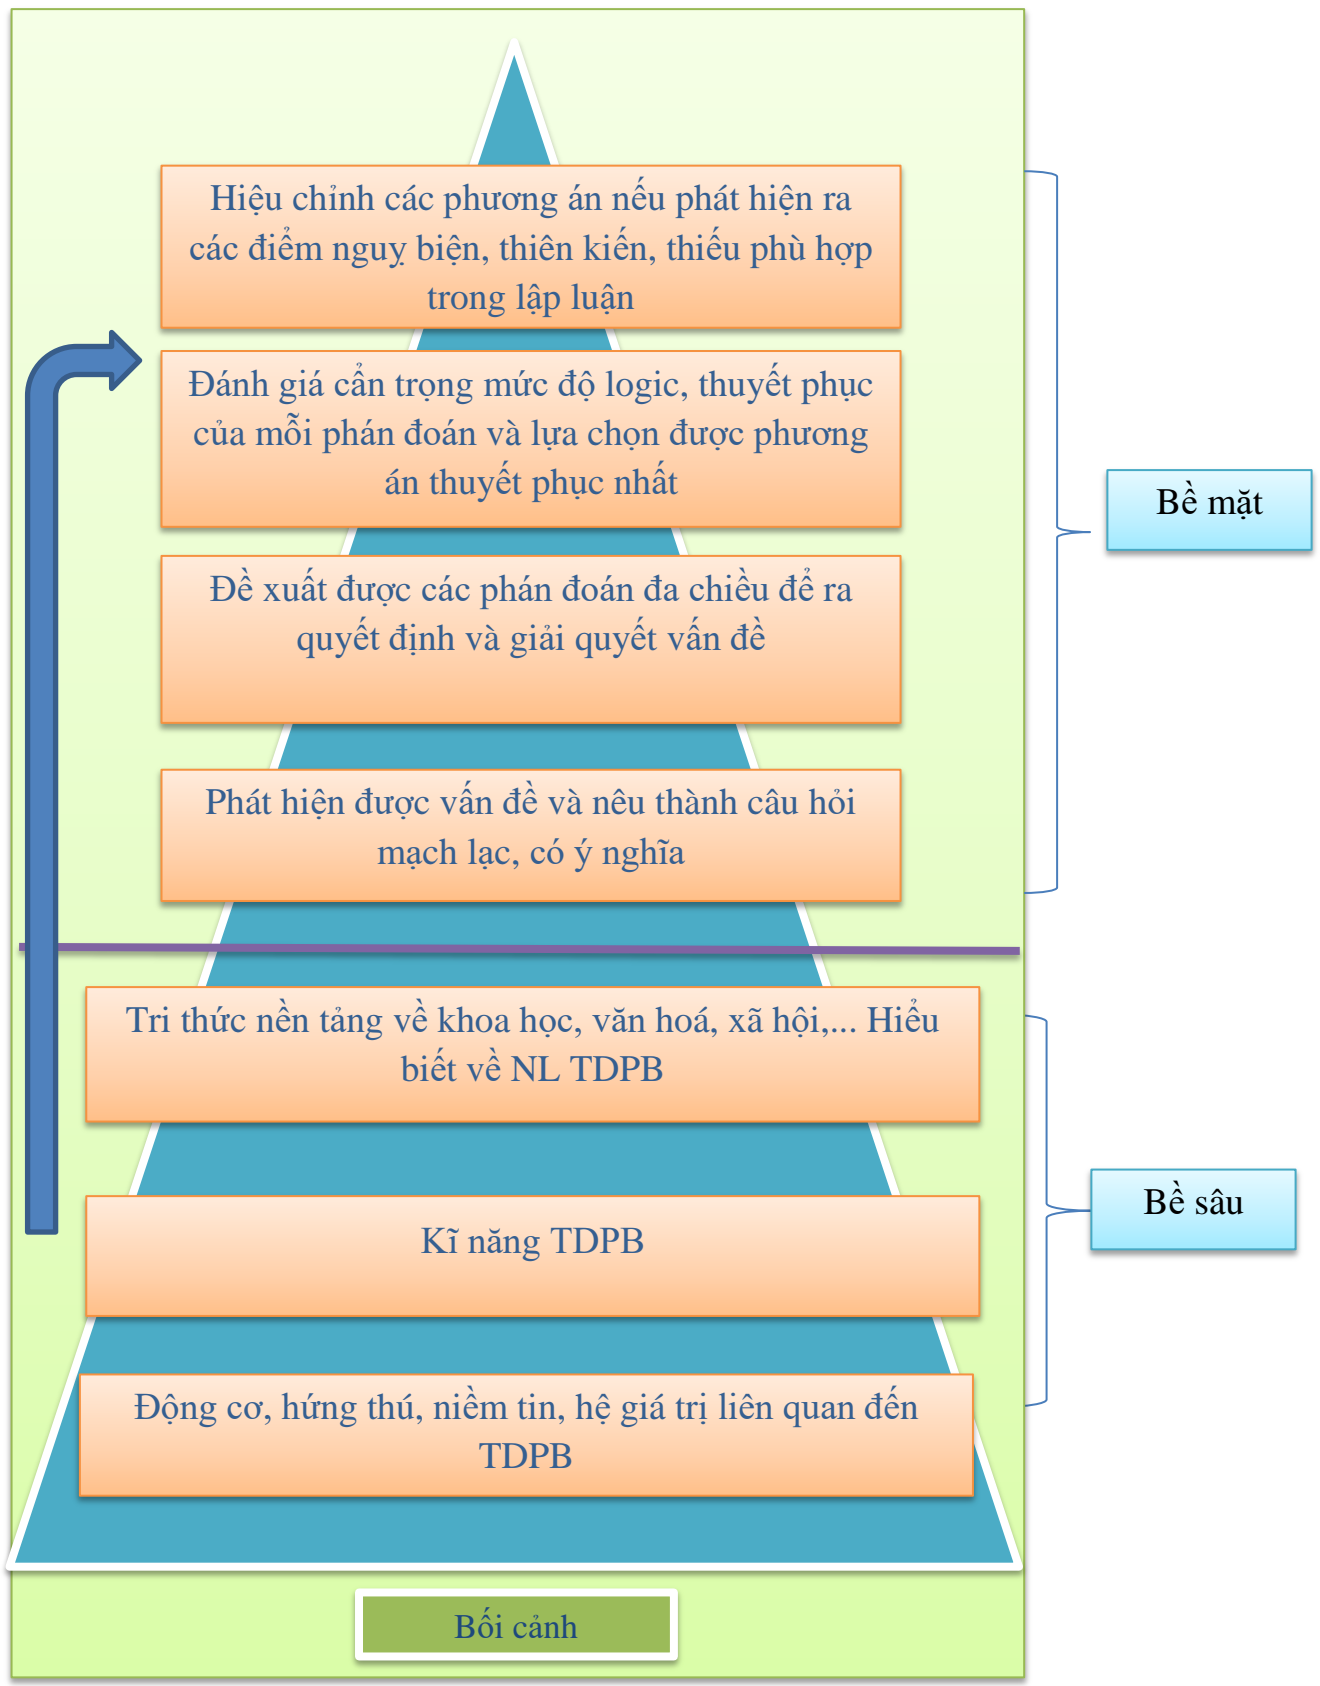 Hiệu chỉnh các phương án nếu phát hiện ra
các điểm nguỵ biện, thiên kiến, thiếu phù hợp
trong lập luận
Đánh giá cẩn trọng mức độ logic, thuyết phục
của mỗi phán đoán và lựa chọn được phương
án thuyết phục nhất
Bề mặt
Đề xuất được các phán đoán đa chiều để ra
quyết định và giải quyết vấn đề
Phát hiện được vấn đề và nêu thành câu hỏi
mạch lạc, có ý nghĩa
Tri thức nền tảng về khoa học, văn hoá, xã hội,... Hiểu
biết về NL TDPB
Bề sâu
Kĩ năng TDPB
Động cơ, hứng thú, niềm tin, hệ giá trị liên quan đến
TDPB
Bối cảnh